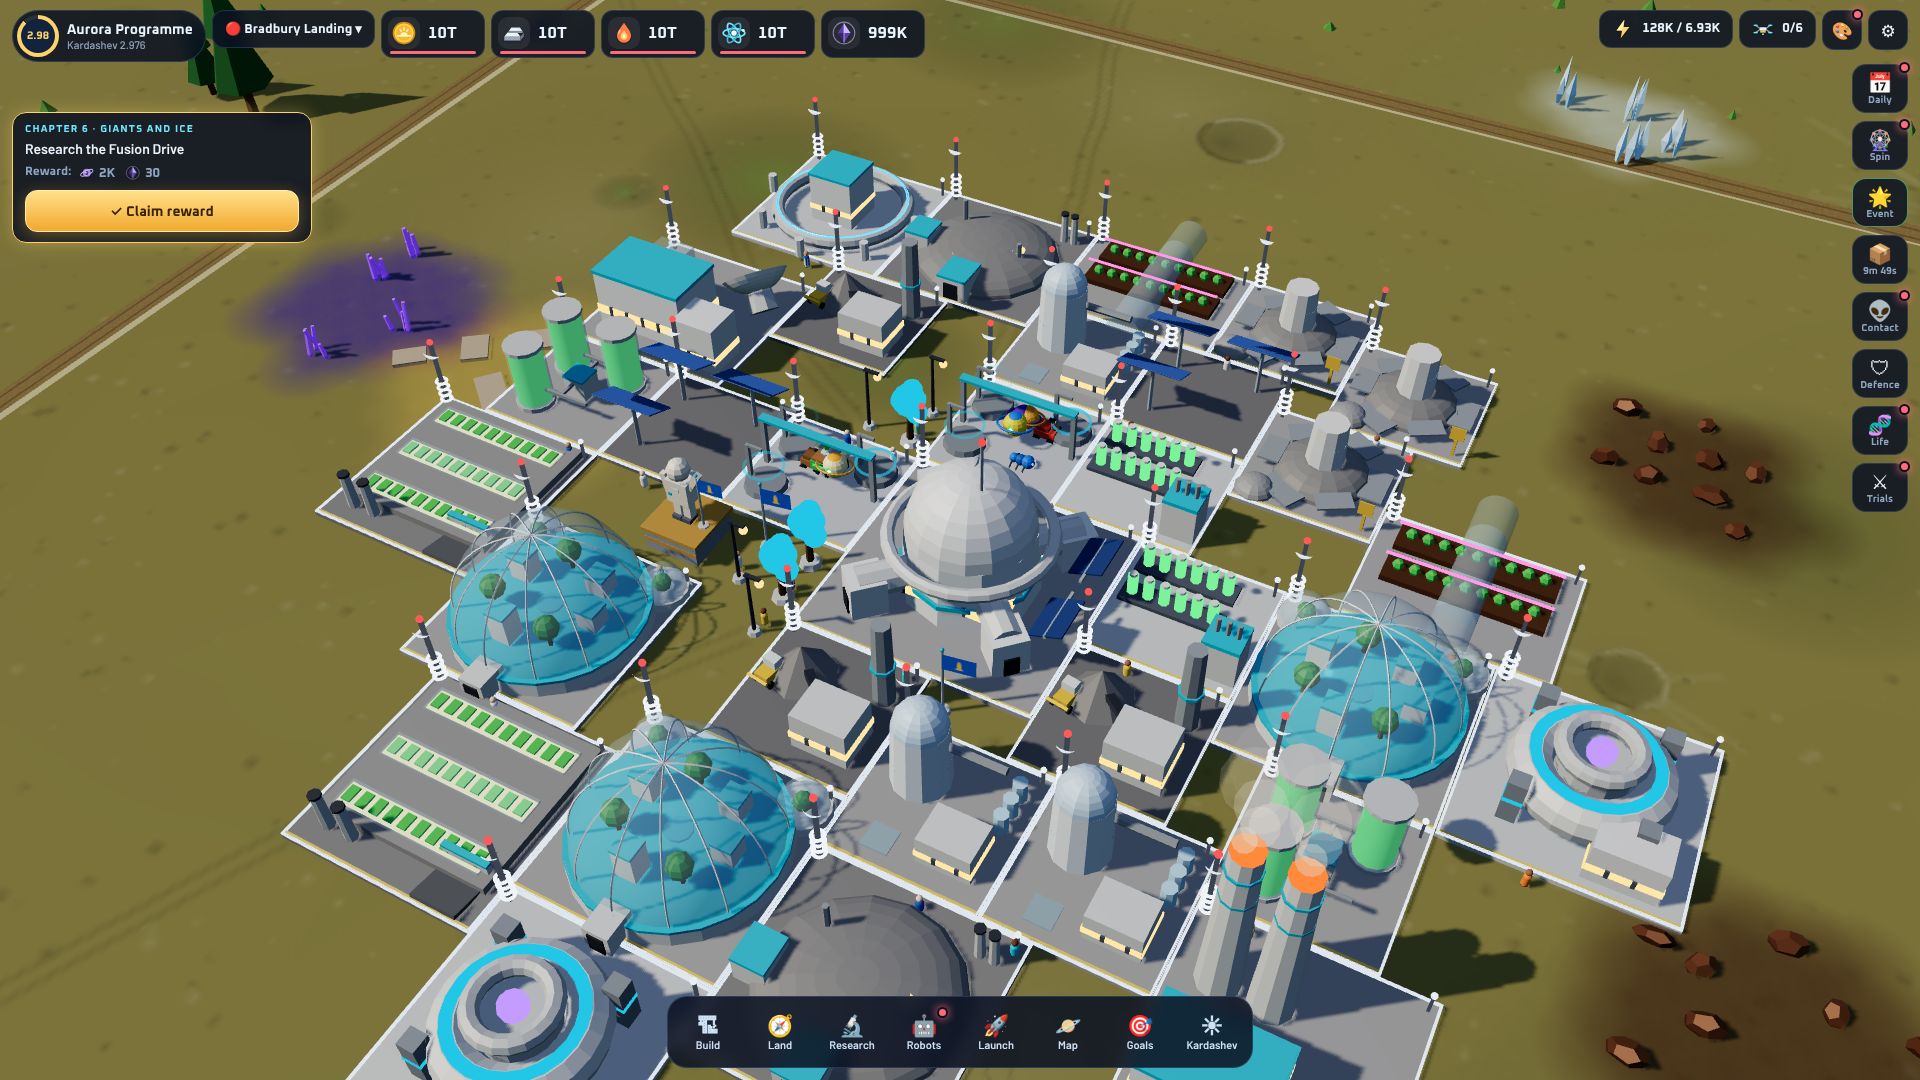 2.98
Aurora Programme
Kardashev 2.976
Bradbury Landing ▾
10T
10T
10T
10T
999K
128K / 6.93K
0/6
CHAPTER 6 · GIANTS AND ICE
Research the Fusion Drive
Reward: 2K 30
✓ Claim reward
17
Daily
Spin
Event
9m 49s
Contact
Defence
Life
Trials
Build
Land
Research
Robots
Launch
Map
Goals
Kardashev